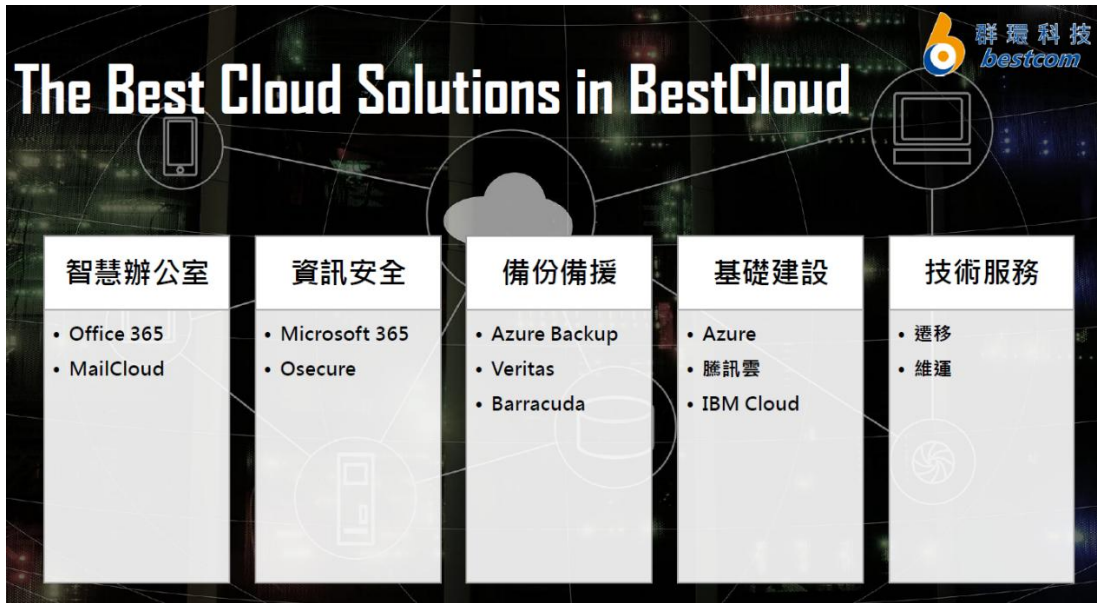 群環科技
bestcom
The Best Cloud Solutions in BestCloud
智慧辦公室
• Office 365
• MailCloud
資訊安全
• Microsoft 365
• Osecure
備份備援
• Azure Backup
• Veritas
• Barracuda
基礎建設
• Azure
• 騰訊雲
• IBM Cloud
技術服務
• 遷移
• 維運